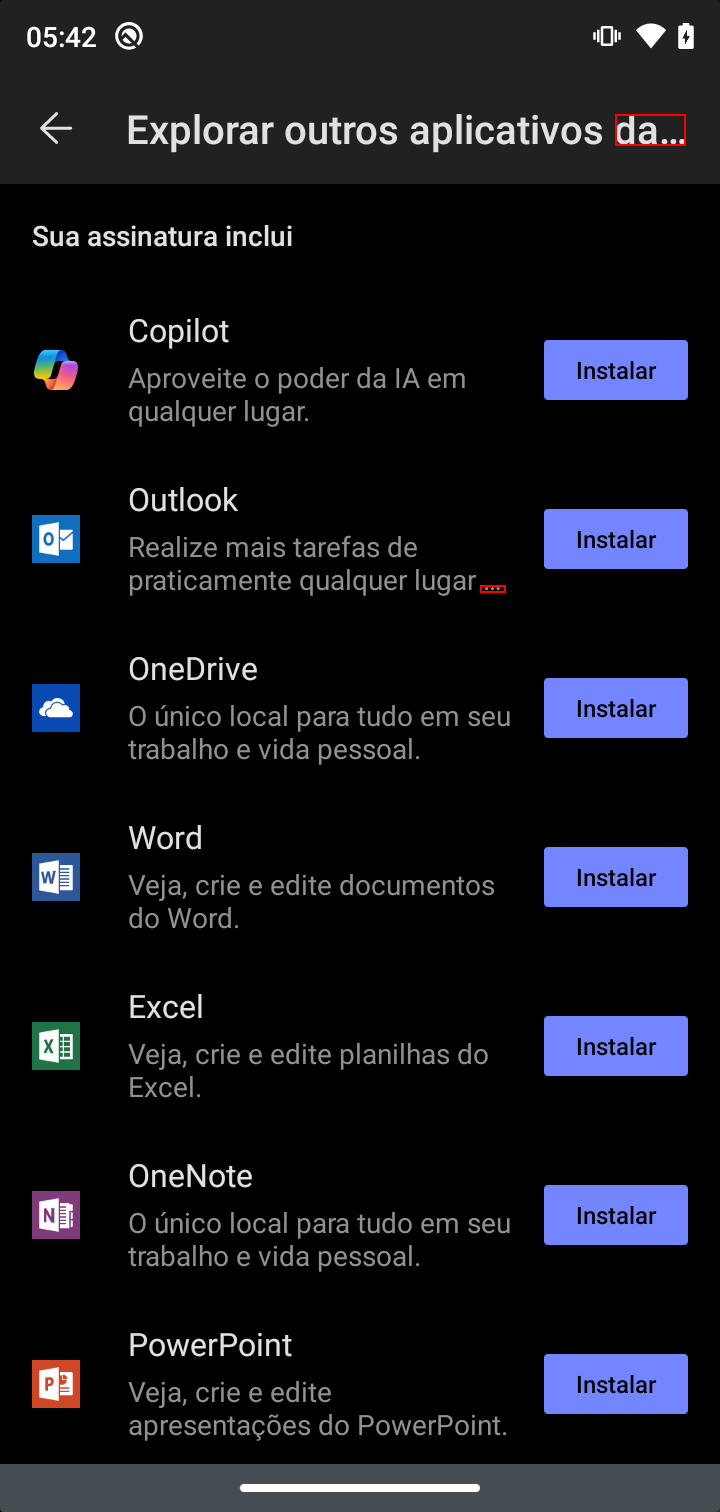 05:42
Explorar outros aplicativos da...
Sua assinatura inclui
Copilot
Aproveite o poder da IA em
qualquer lugar.
Instalar
Outlook
Realize mais tarefas de
praticamente qualquer lugar...
Instalar
OneDrive
O único local para tudo em seu
trabalho e vida pessoal.
Instalar
Word
Veja, crie e edite documentos
do Word.
Instalar
Excel
Veja, crie e edite planilhas do
Excel.
Instalar
OneNote
O único local para tudo em seu
trabalho e vida pessoal.
Instalar
PowerPoint
Veja, crie e edite
apresentações do PowerPoint.
Instalar